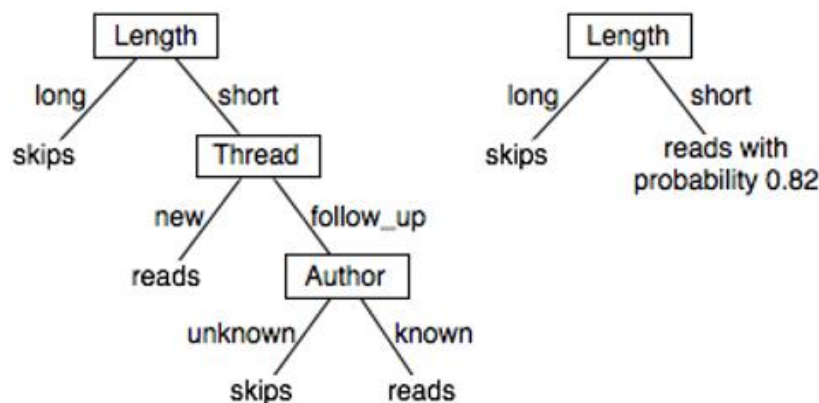 Length
long
short
skips
Thread
new
follow_up
reads
Author
unknown
known
skips
reads
Length
long
short
skips
reads with
probability 0.82